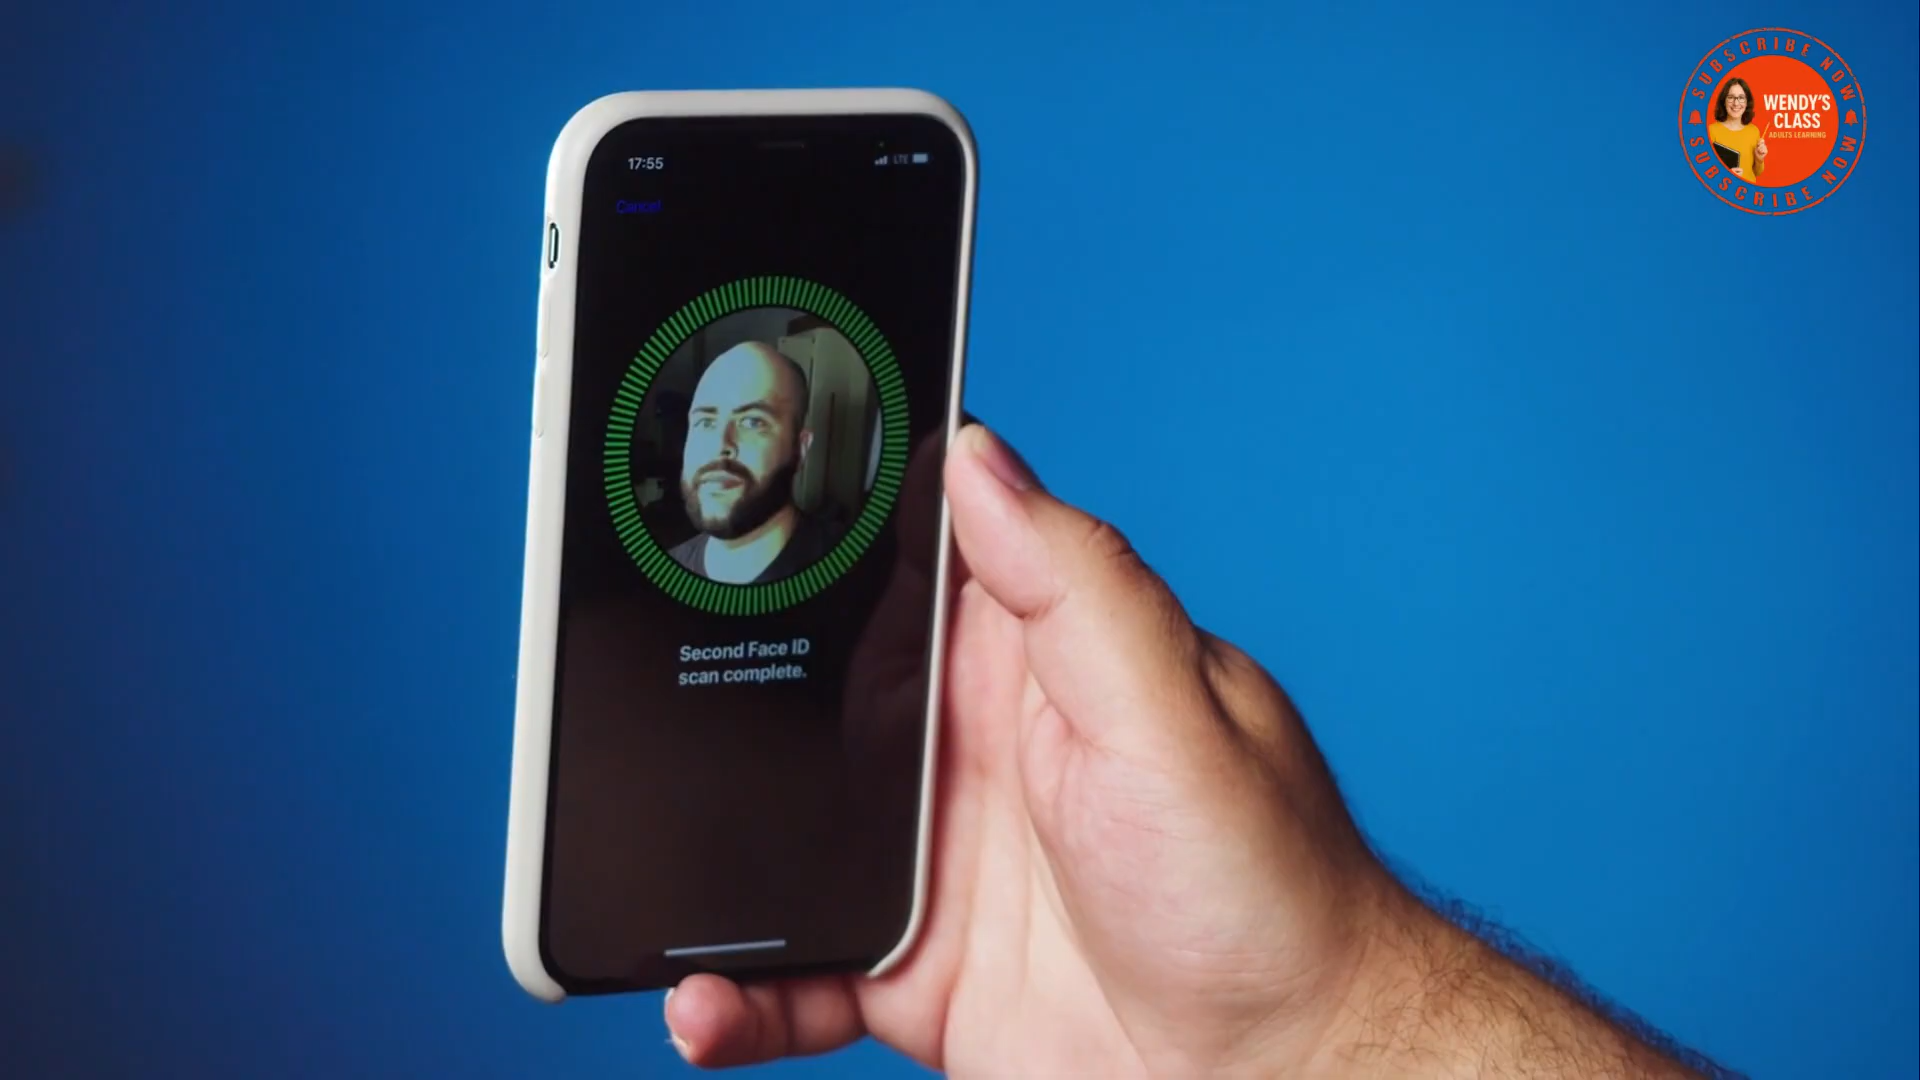 17:55
LTE
Cancel
Second Face ID
scan complete.
SUBSCRIBE NOW
WENDY'S
CLASS
ADULTS LEARNING
SUBSCRIBE NOW